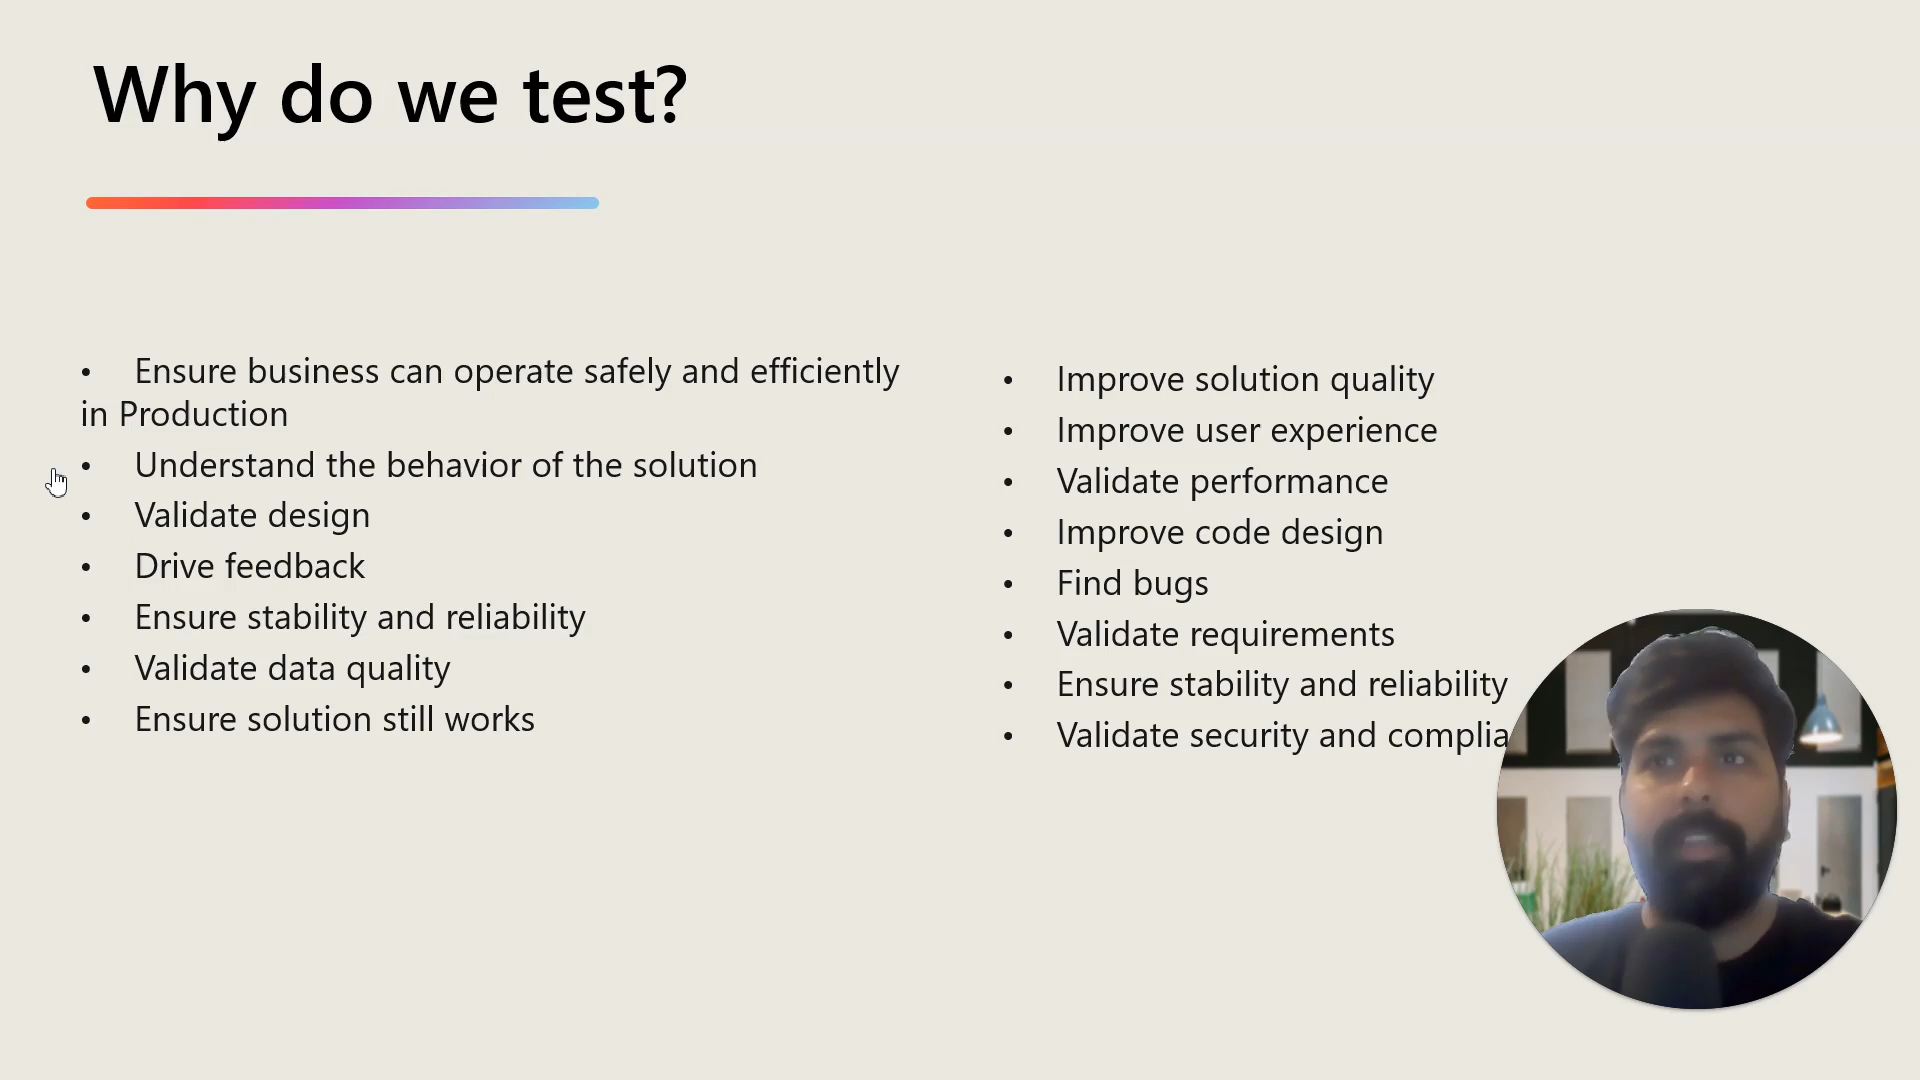 Why do we test?
• Ensure business can operate safely and efficiently
in Production
• Understand the behavior of the solution
• Validate design
• Drive feedback
• Ensure stability and reliability
• Validate data quality
• Ensure solution still works
• Improve solution quality
• Improve user experience
• Validate performance
• Improve code design
• Find bugs
• Validate requirements
• Ensure stability and reliability
• Validate security and